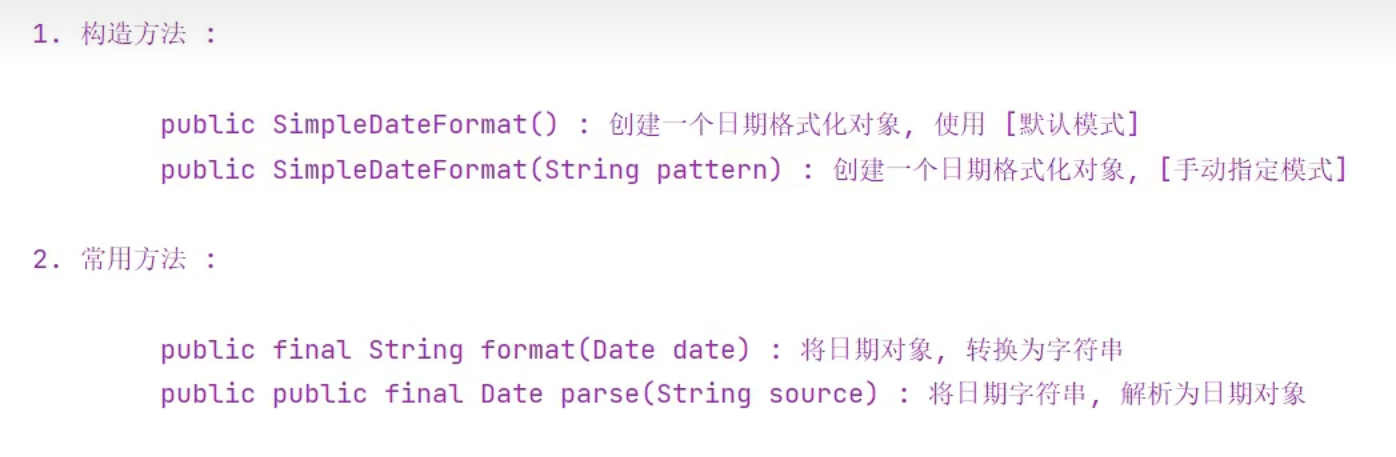 1. 构造方法 :
public SimpleDateFormat() : 创建一个日期格式化对象, 使用 [默认模式]
public SimpleDateFormat(String pattern) : 创建一个日期格式化对象, [手动指定模式]
2. 常用方法 :
public final String format(Date date) : 将日期对象, 转换为字符串
public public final Date parse(String source) : 将日期字符串, 解析为日期对象